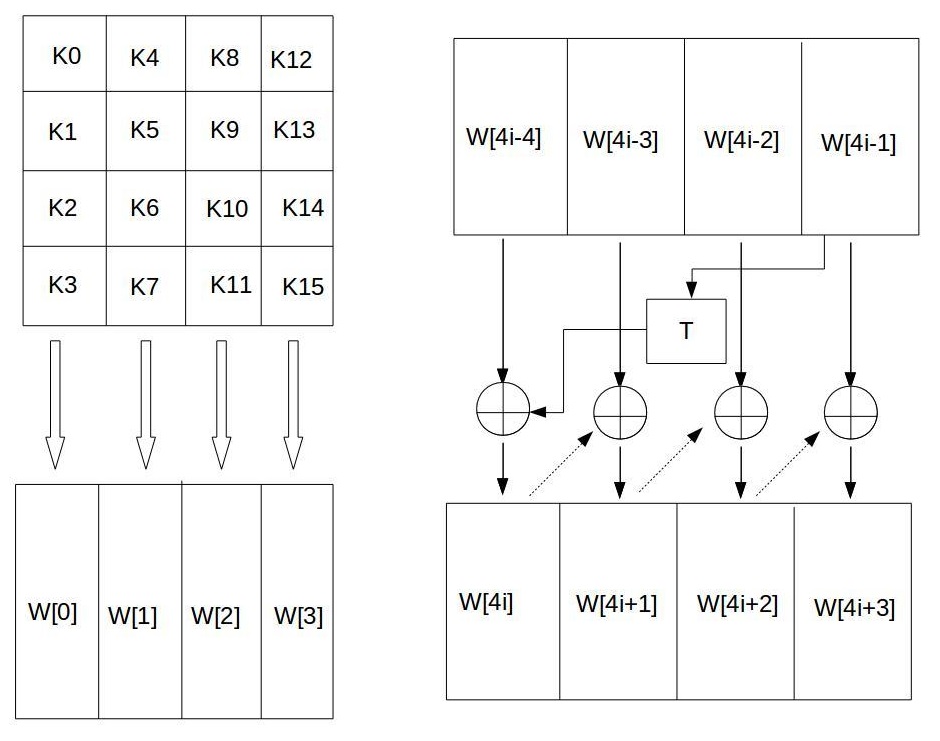 K0 K4 K8 K12
K1 K5 K9 K13
K2 K6 K10 K14
K3 K7 K11 K15
W[0] W[1] W[2] W[3]
W[4i-4] W[4i-3] W[4i-2] W[4i-1]
T
W[4i] W[4i+1] W[4i+2] W[4i+3]